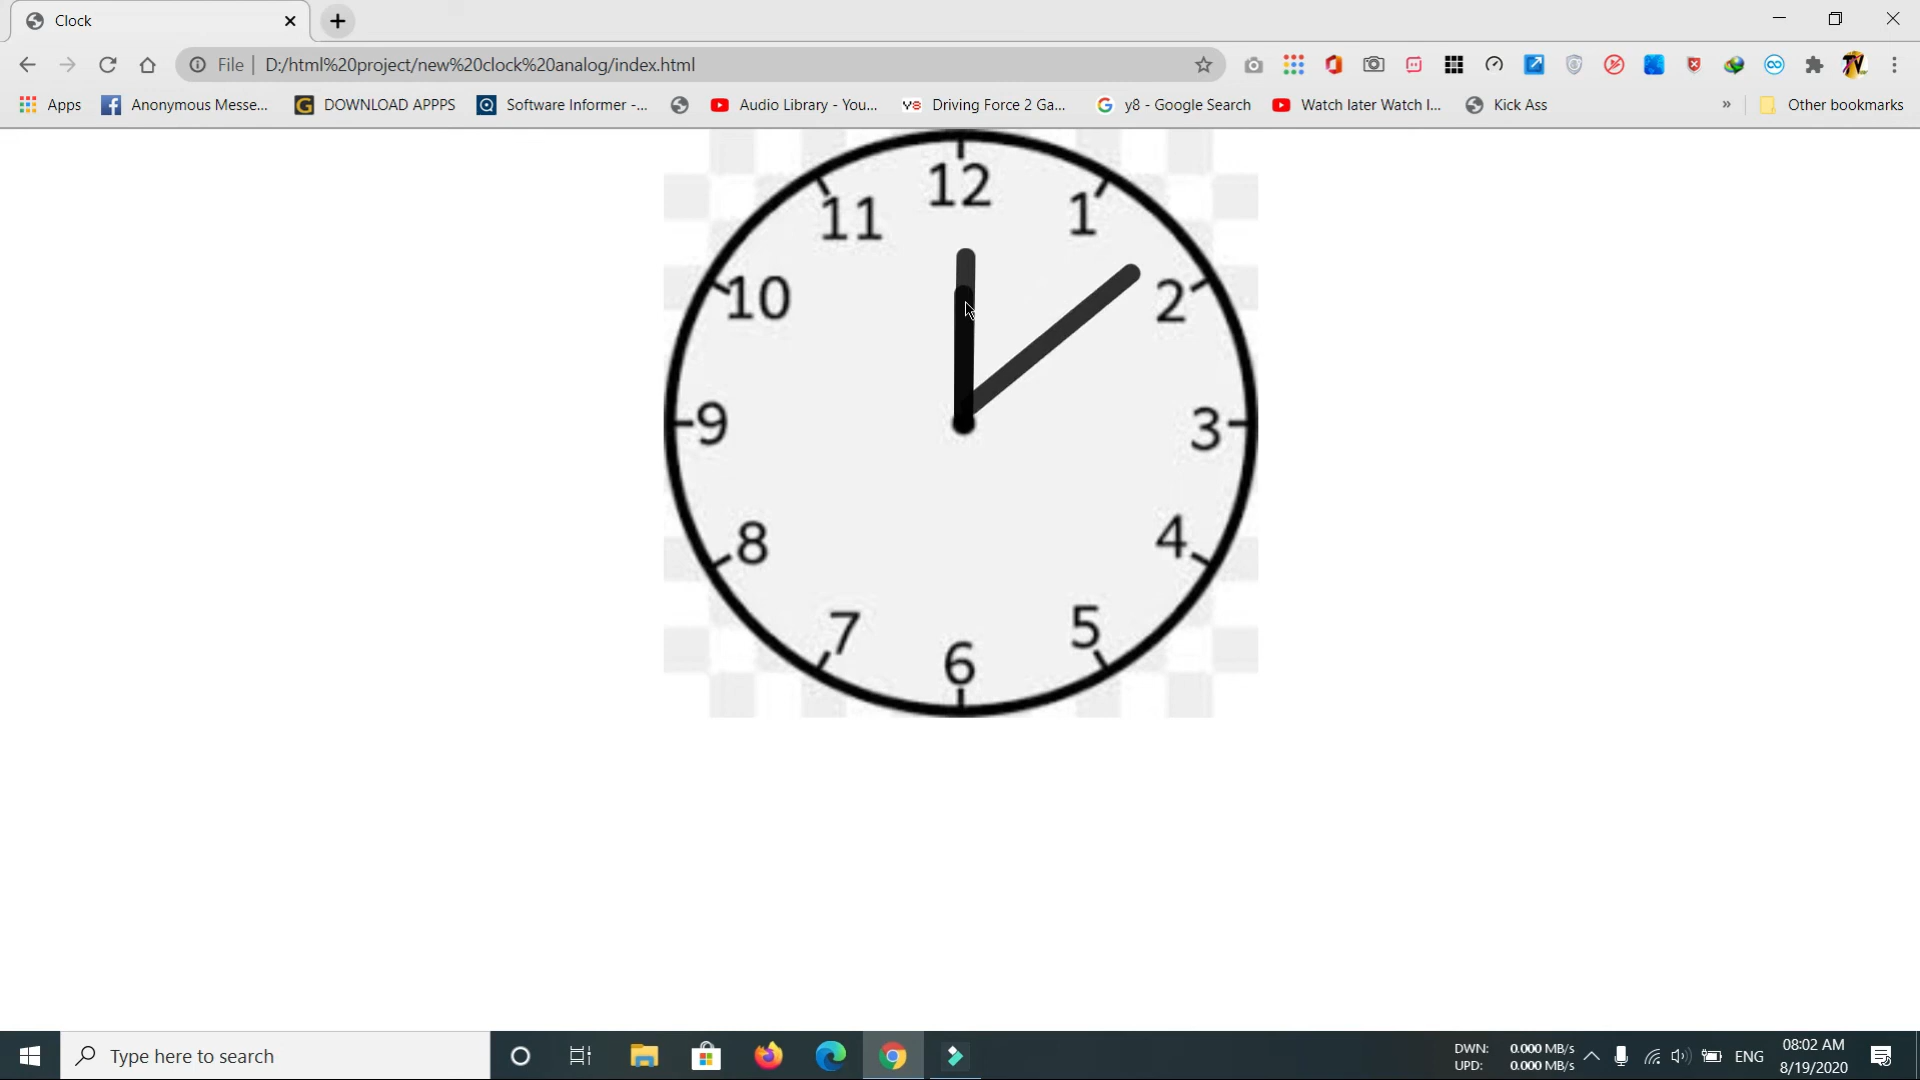 Clock
File D:/html%20project/new%20clock%20analog/index.html
Apps Anonymous Messe... DOWNLOAD APPPS Software Informer -... Audio Library - You... Driving Force 2 Ga... y8 - Google Search Watch later Watch l... Kick Ass » Other bookmarks
12
11 1
10 2
9 3
8 4
7 5
6
Type here to search
DWN: 0.000 MB/s
UPD: 0.000 MB/s
ENG
08:02 AM
8/19/2020